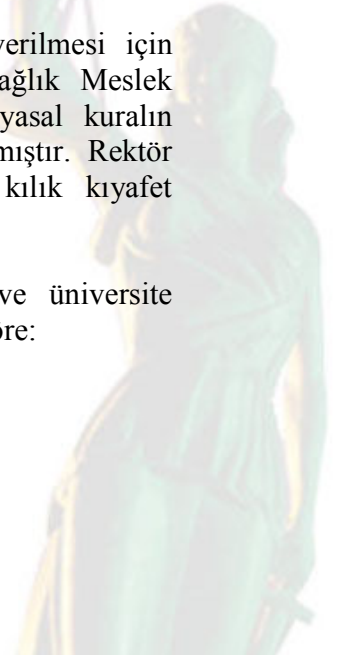 verilmesi için
ağlık Meslek
yasal kuralın
mıştır. Rektör
kılık kıyafet
ve üniversite
öre: